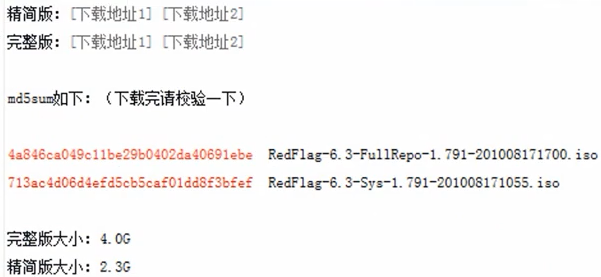 精简版：[下载地址1] [下载地址2]
完整版：[下载地址1] [下载地址2]
md5sum如下：（下载完请校验一下）
4a846ca049c11be29b0402da40691ebe RedFlag-6.3-FullRepo-1.791-201008171700.iso
713ac4d06d4efd5cb5caf01dd8f3bfef RedFlag-6.3-Sys-1.791-201008171055.iso
完整版大小：4.0G
精简版大小：2.3G